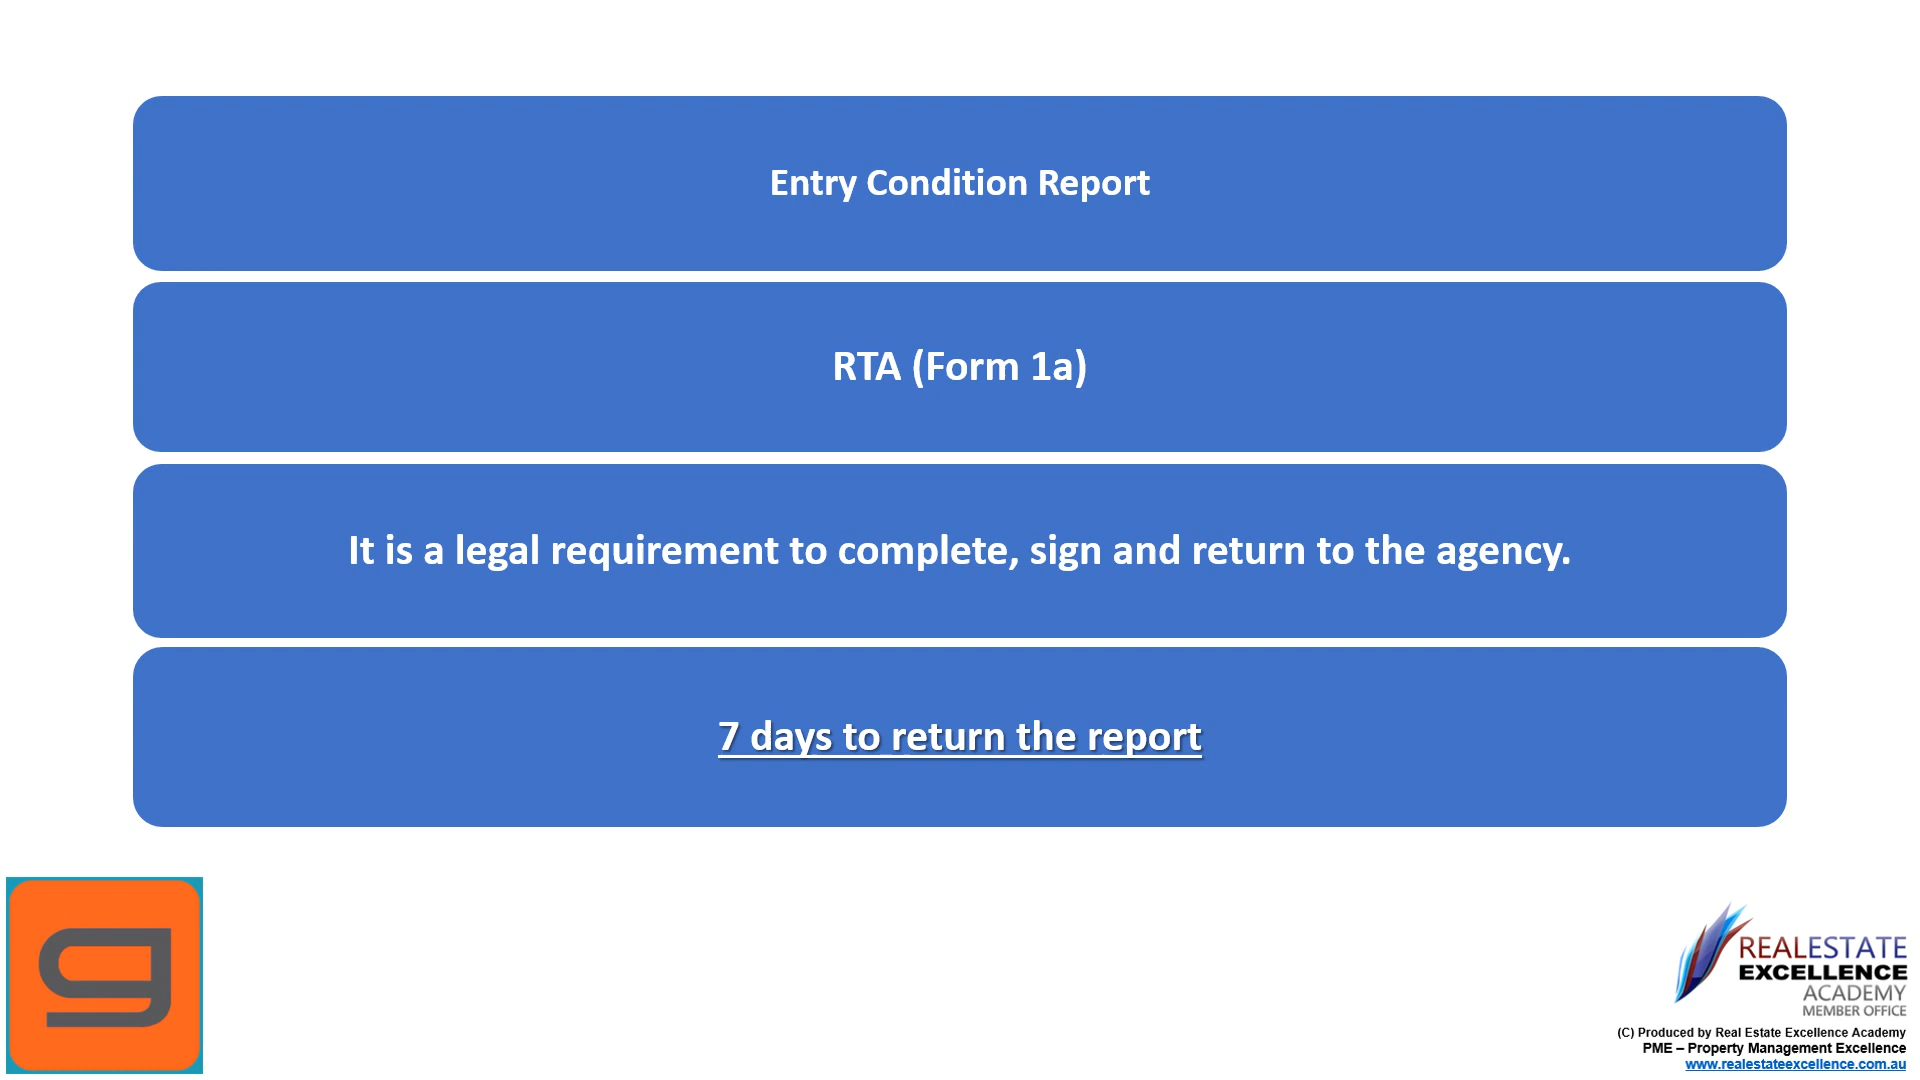 Entry Condition Report
RTA (Form 1a)
It is a legal requirement to complete, sign and return to the agency.
7 days to return the report
g
REALESTATE
EXCELLENCE
ACADEMY
MEMBER OFFICE
(C) Produced by Real Estate Excellence Academy
PME – Property Management Excellence
www.realestateexcellence.com.au